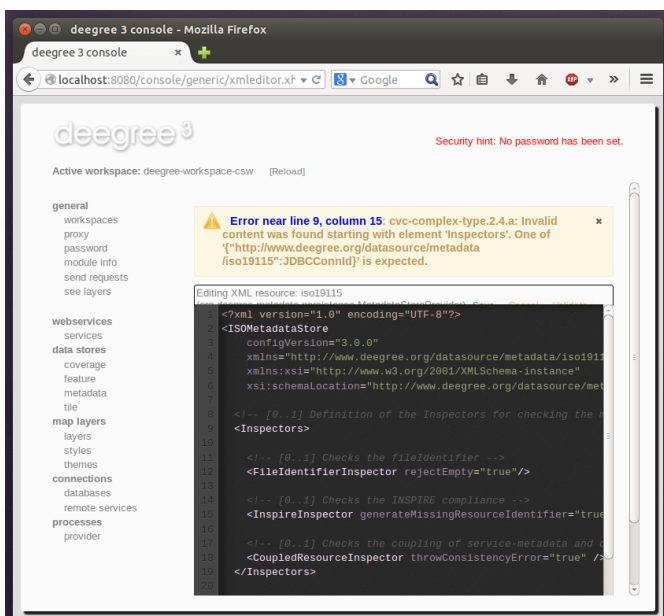 deegree 3 console - Mozilla Firefox
deegree 3 console
localhost:8080/console/generic/xmleditor.xh
Google
deegree 3
Security hint: No password has been set.
Active workspace: deegree-workspace-csw [Reload]
general
workspaces
proxy
password
module info
send requests
see layers
webservices
services
data stores
coverage
feature
metadata
tile
map layers
layers
styles
themes
connections
databases
remote services
processes
provider
Error near line 9, column 15: cvc-complex-type.2.4.a: Invalid
content was found starting with element 'Inspectors'. One of
'{"http://www.deegree.org/datasource/metadata
/iso19115":JDBCConnId}' is expected.
Editing XML resource: iso19115
1 <?xml version="1.0" encoding="UTF-8"?>
2 <ISOMetadataStore
3 configVersion="3.0.0"
4 xmlns="http://www.deegree.org/datasource/metadata/iso1911
5 xmlns:xsi="http://www.w3.org/2001/XMLSchema-instance"
6 xsi:schemaLocation="http://www.deegree.org/datasource/met
7
8 <!-- [0..1] Definition of the Inspectors for checking the m
9 <Inspectors>
10
11 <!-- [0..1] Checks the fileIdentifier -->
12 <FileIdentifierInspector rejectEmpty="true"/>
13
14 <!-- [0..1] Checks the INSPIRE compliance -->
15 <InspireInspector generateMissingResourceIdentifier="true
16
17 <!-- [0..1] Checks the coupling of service-metadata and d
18 <CoupledResourceInspector throwConsistencyError="true" />
19 </Inspectors>
20